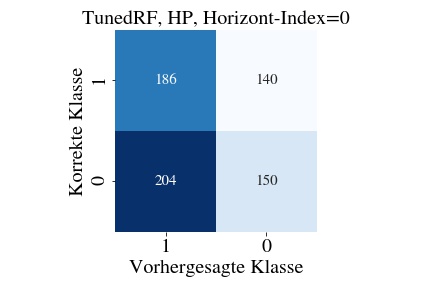 TunedRF, HP, Horizont-Index=0
Korrekte Klasse
1
186
140
0
204
150
1
0
Vorhergesagte Klasse